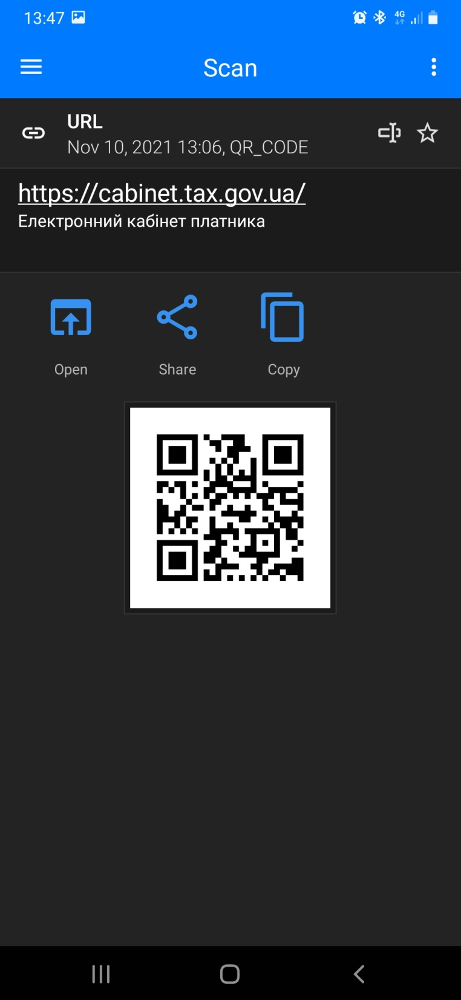 13:47
4G
Scan
URL
Nov 10, 2021 13:06, QR_CODE
https://cabinet.tax.gov.ua/
Електронний кабінет платника
Open
Share
Copy